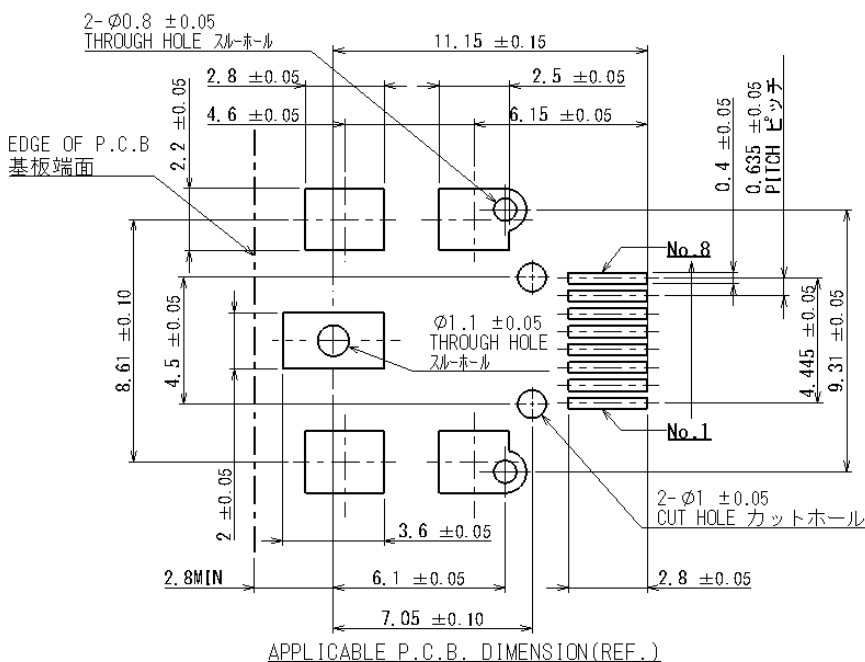 2-Ø0.8 ±0.05
THROUGH HOLE スルーホール
11.15 ±0.15
2.8 ±0.05
2.5 ±0.05
4.6 ±0.05
6.15 ±0.05
2.2 ±0.05
0.4 ±0.05
0.635 ±0.05
PITCH ピッチ
EDGE OF P.C.B
基板端面
No.8
Ø1.1 ±0.05
THROUGH HOLE
スルーホール
8.61 ±0.10
4.5 ±0.05
4.445 ±0.05
9.31 ±0.05
No.1
2 ±0.05
2-Ø1 ±0.05
CUT HOLE カットホール
3.6 ±0.05
2.8MIN
6.1 ±0.05
2.8 ±0.05
7.05 ±0.10
APPLICABLE P.C.B. DIMENSION(REF.)